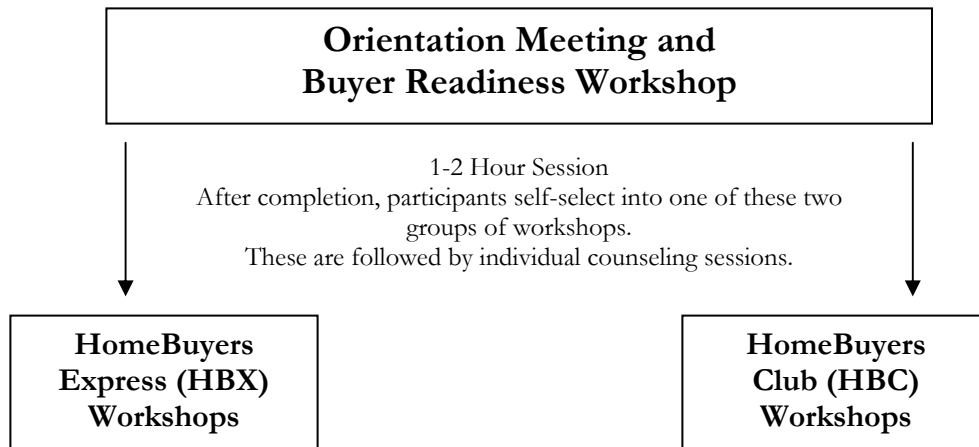 Orientation Meeting and
Buyer Readiness Workshop
1-2 Hour Session
After completion, participants self-select into one of these two
groups of workshops.
These are followed by individual counseling sessions.
HomeBuyers
Express (HBX)
Workshops
HomeBuyers
Club (HBC)
Workshops